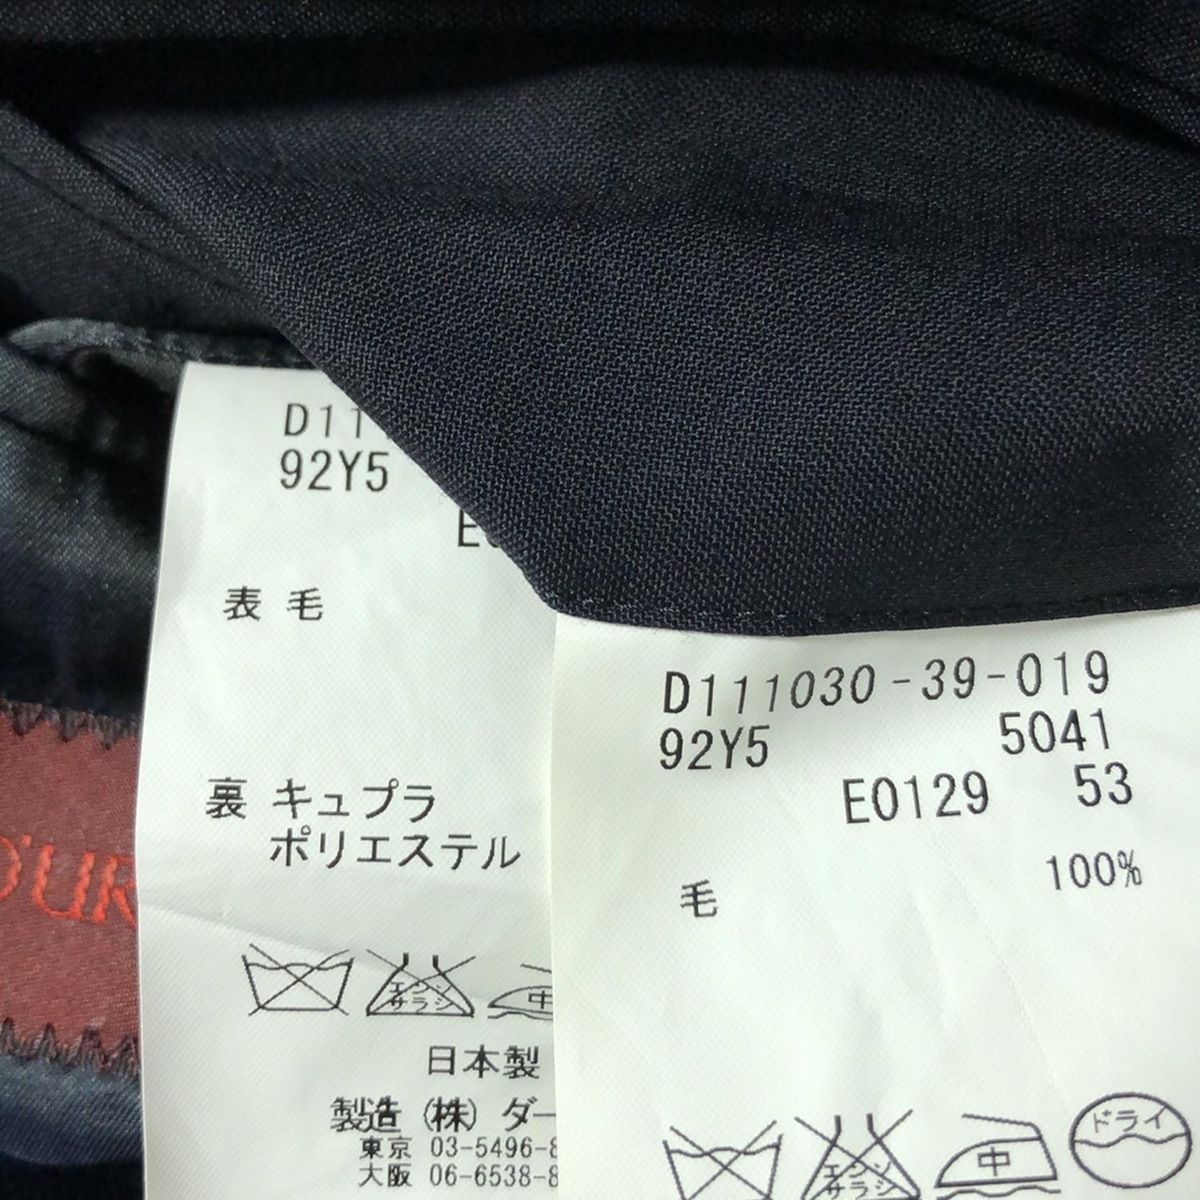 D11
92Y5
表 毛
裏 キュプラ
ポリエステル
エンソ
サラシ
中
日本製
製造 (株) ダー
東京 03-5496-8
大阪 06-6538-8
D'UR
D111030-39-019
92Y5 5041
E0129 53
毛 100%
エンソ
サラシ
中
ドライ